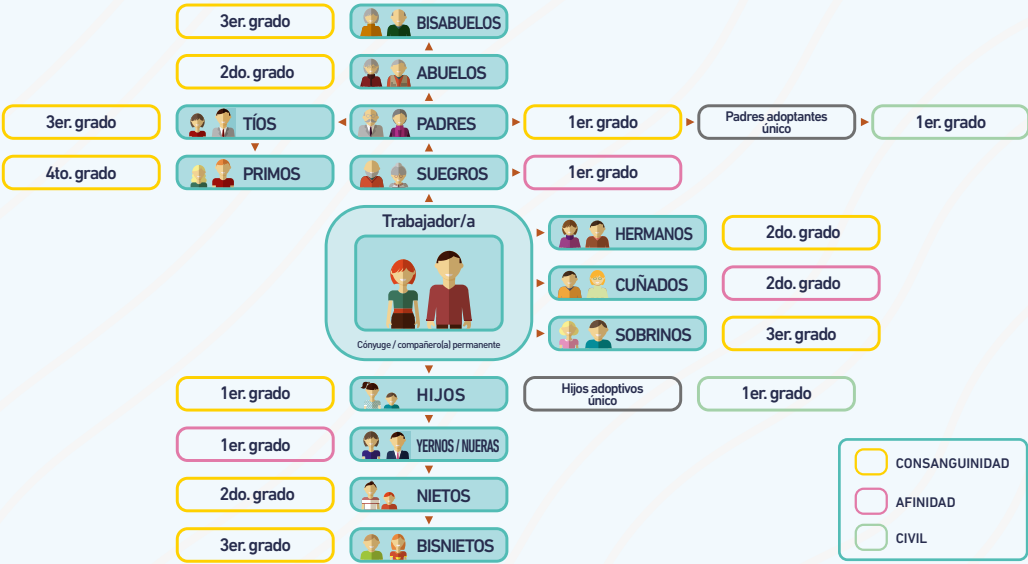 3er. grado
BISABUELOS
2do. grado
ABUELOS
3er. grado
TÍOS
PADRES
1er. grado
Padres adoptantes
único
1er. grado
4to. grado
PRIMOS
SUEGROS
1er. grado
Trabajador/a
Cónyuge / compañero(a) permanente
HERMANOS
2do. grado
CUÑADOS
2do. grado
SOBRINOS
3er. grado
1er. grado
HIJOS
Hijos adoptivos
único
1er. grado
1er. grado
YERNOS / NUERAS
2do. grado
NIETOS
3er. grado
BISNIETOS
CONSANGUINIDAD
AFINIDAD
CIVIL